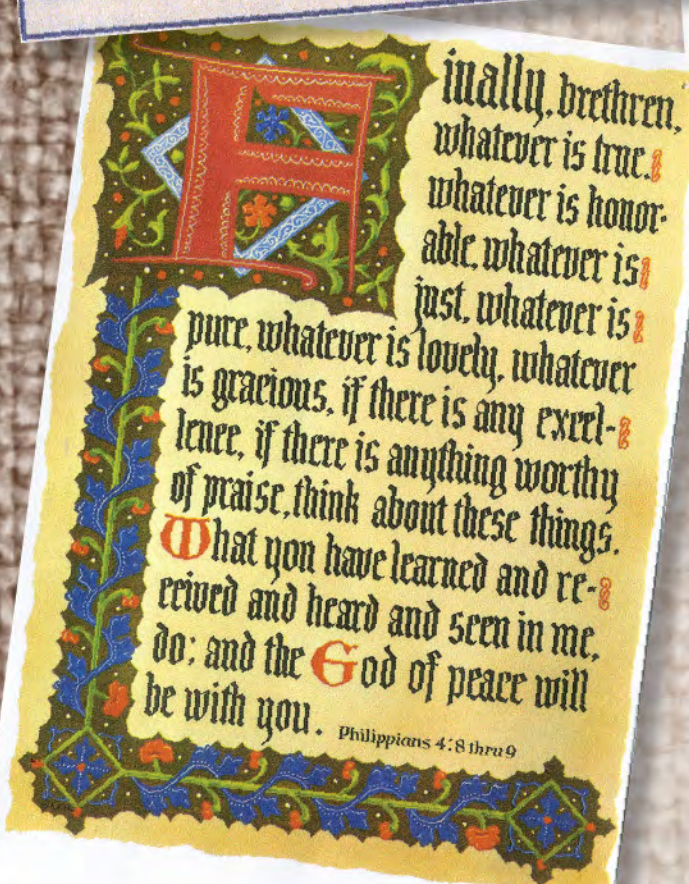 Finally, brethren,
whatever is true.
whatever is honor-
able, whatever is
just, whatever is
pure, whatever is lovely, whatever
is gracious, if there is any excel-
lence, if there is anything worthy
of praise, think about these things.
What you have learned and re-
ceived and heard and seen in me,
do; and the God of peace will
be with you.
Philippians 4:8 thru 9